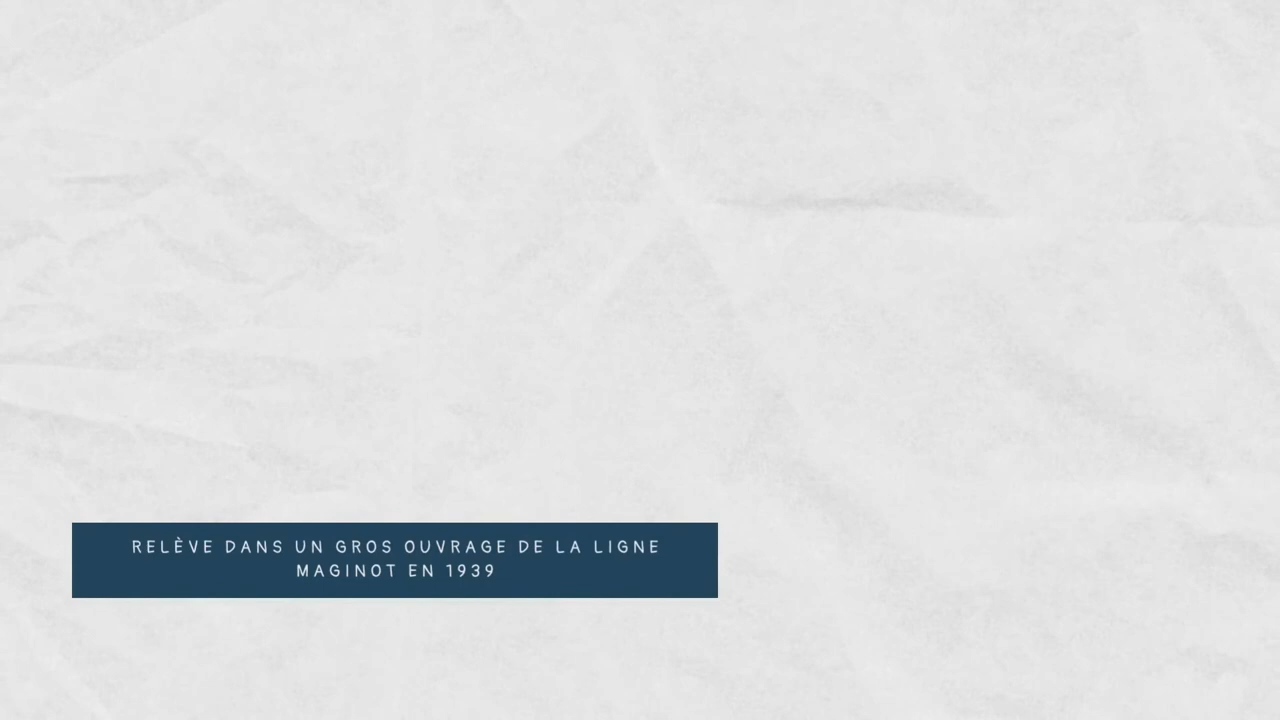 RELÈVE DANS UN GROS OUVRAGE DE LA LIGNE
MAGINOT EN 1939